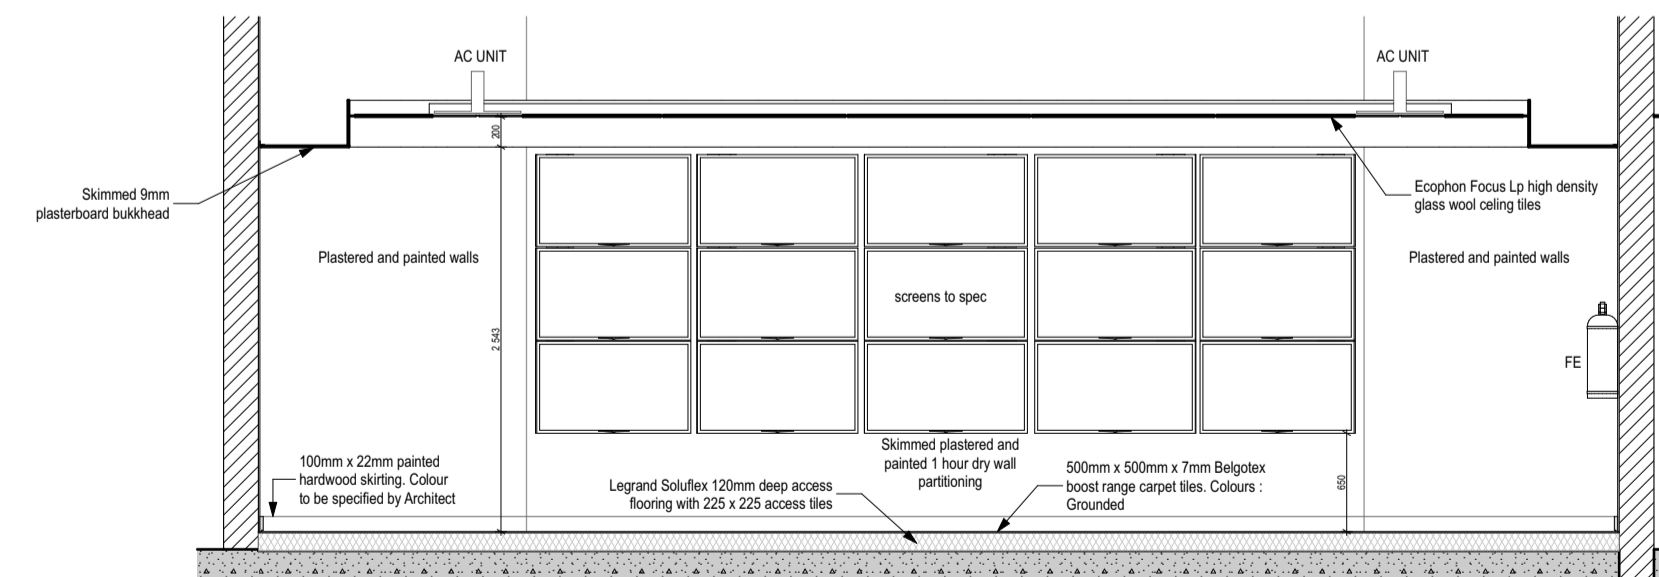 AC UNIT
AC UNIT
200
Skimmed 9mm
plasterboard bukkhead
Ecophon Focus Lp high density
glass wool celing tiles
Plastered and painted walls
Plastered and painted walls
screens to spec
2 543
FE
Skimmed plastered and
painted 1 hour dry wall
partitioning
100mm x 22mm painted
hardwood skirting. Colour
to be specified by Architect
Legrand Soluflex 120mm deep access
flooring with 225 x 225 access tiles
500mm x 500mm x 7mm Belgotex
boost range carpet tiles. Colours :
Grounded
650